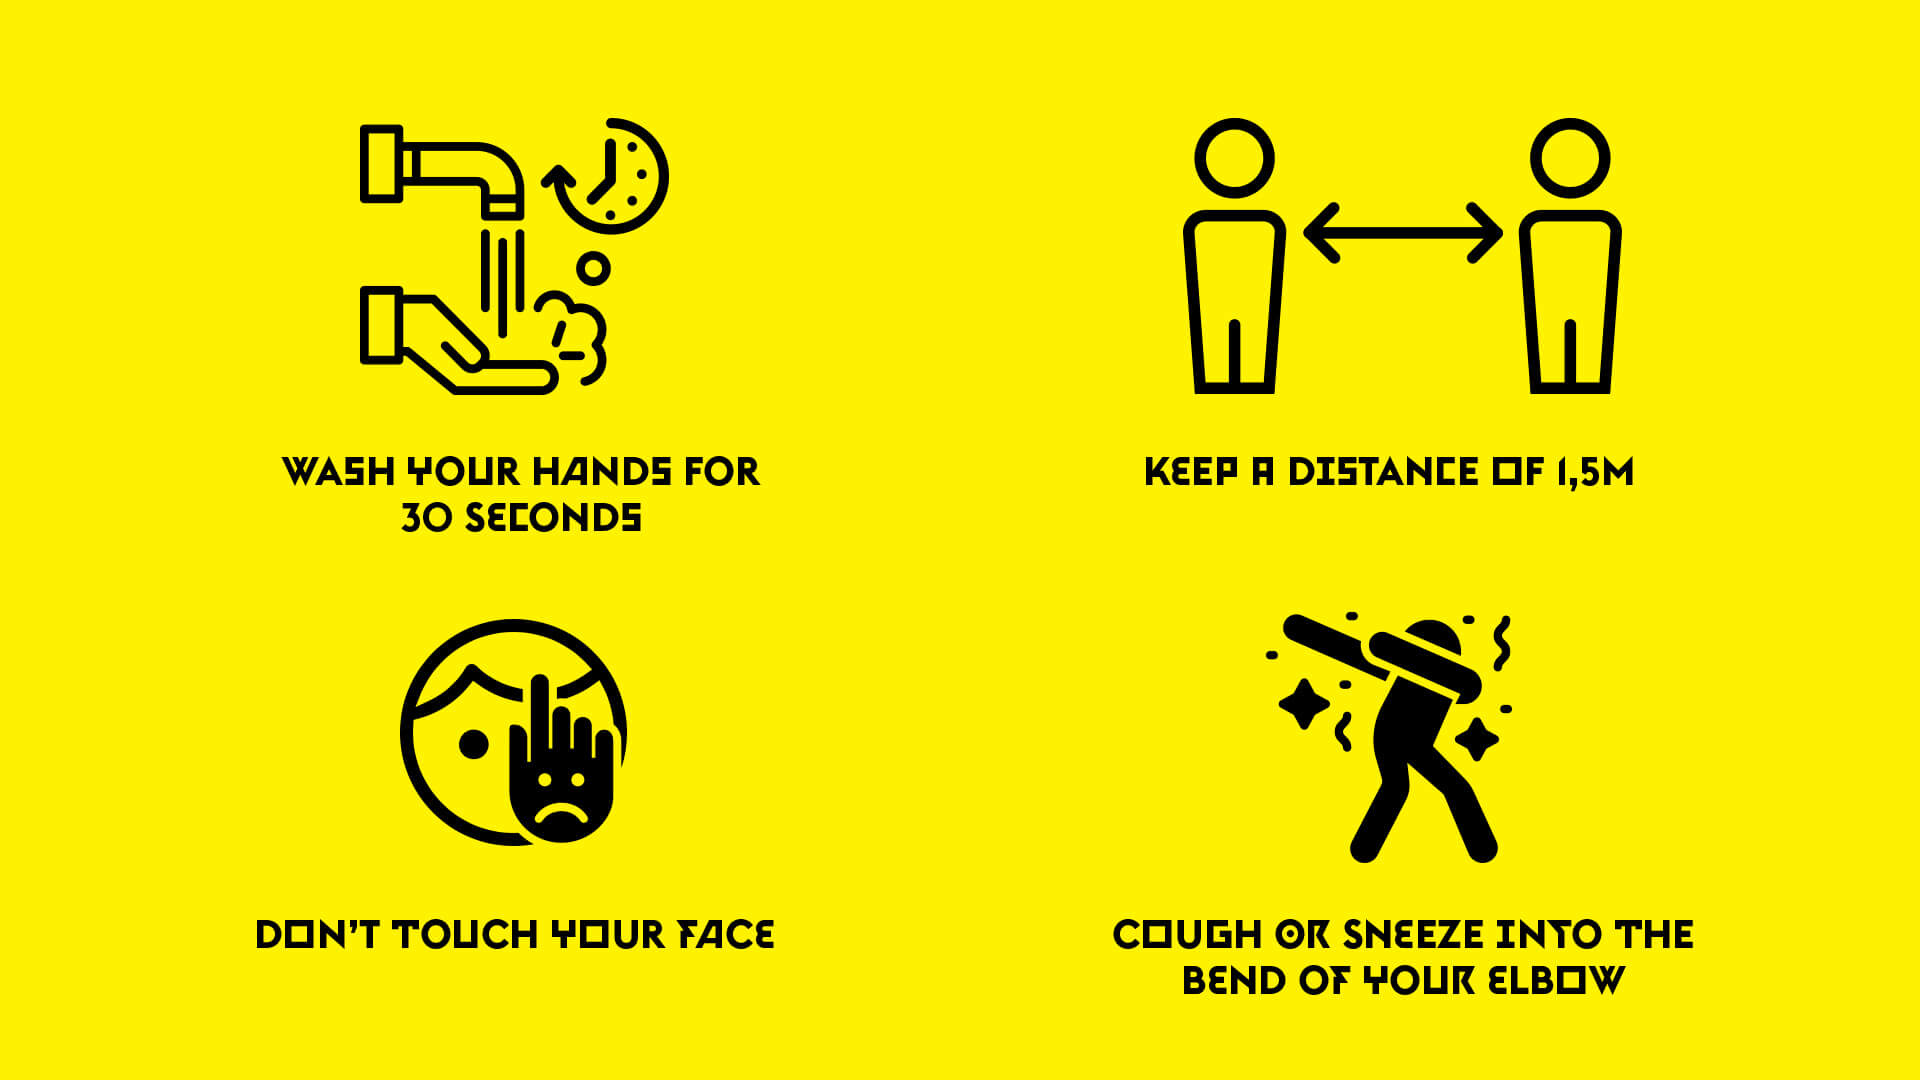 WASH YOUR HANDS FOR
30 SECONDS
KEEP A DISTANCE OF 1,5M
DON'T TOUCH YOUR FACE
COUGH OR SNEEZE INTO THE
BEND OF YOUR ELBOW